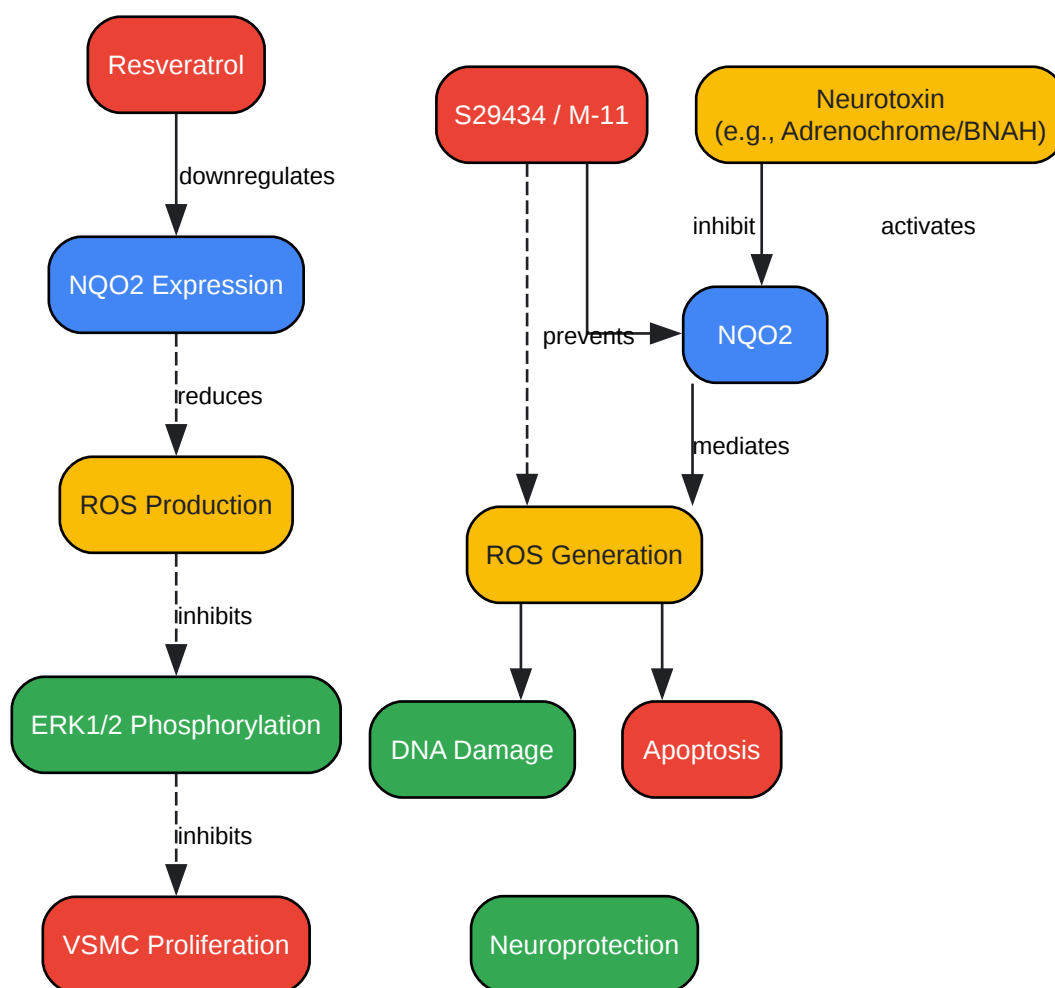 Resveratrol
downregulates
NQO2 Expression
reduces
ROS Production
inhibits
ERK1/2 Phosphorylation
inhibits
VSMC Proliferation
S29434 / M-11
Neurotoxin
(e.g., Adrenochrome/BNAH)
inhibit
activates
prevents
NQO2
mediates
ROS Generation
DNA Damage
Apoptosis
Neuroprotection